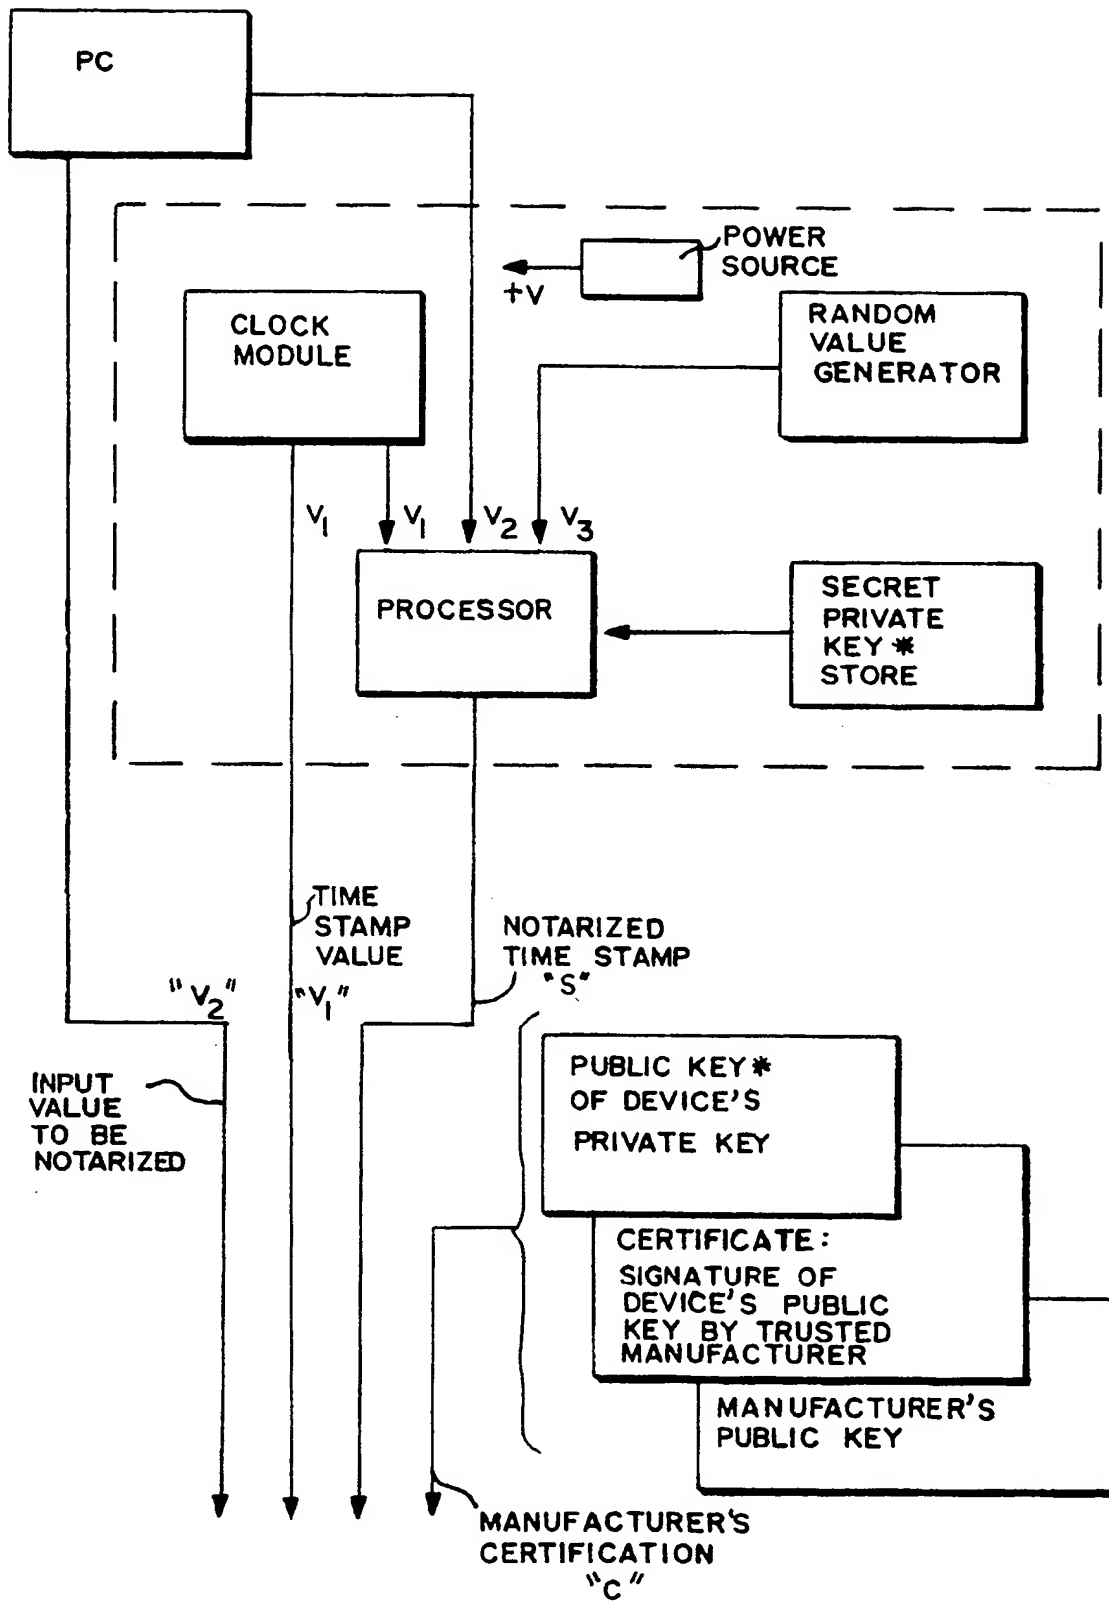 PC
POWER
SOURCE
+V
CLOCK
MODULE
RANDOM
VALUE
GENERATOR
V1
V1
V2
V3
PROCESSOR
SECRET
PRIVATE
KEY *
STORE
TIME
STAMP
VALUE
NOTARIZED
TIME STAMP
"S"
"V2"
"V1"
INPUT
VALUE
TO BE
NOTARIZED
PUBLIC KEY *
OF DEVICE'S
PRIVATE KEY
CERTIFICATE:
SIGNATURE OF
DEVICE'S PUBLIC
KEY BY TRUSTED
MANUFACTURER
MANUFACTURER'S
PUBLIC KEY
MANUFACTURER'S
CERTIFICATION
"C"